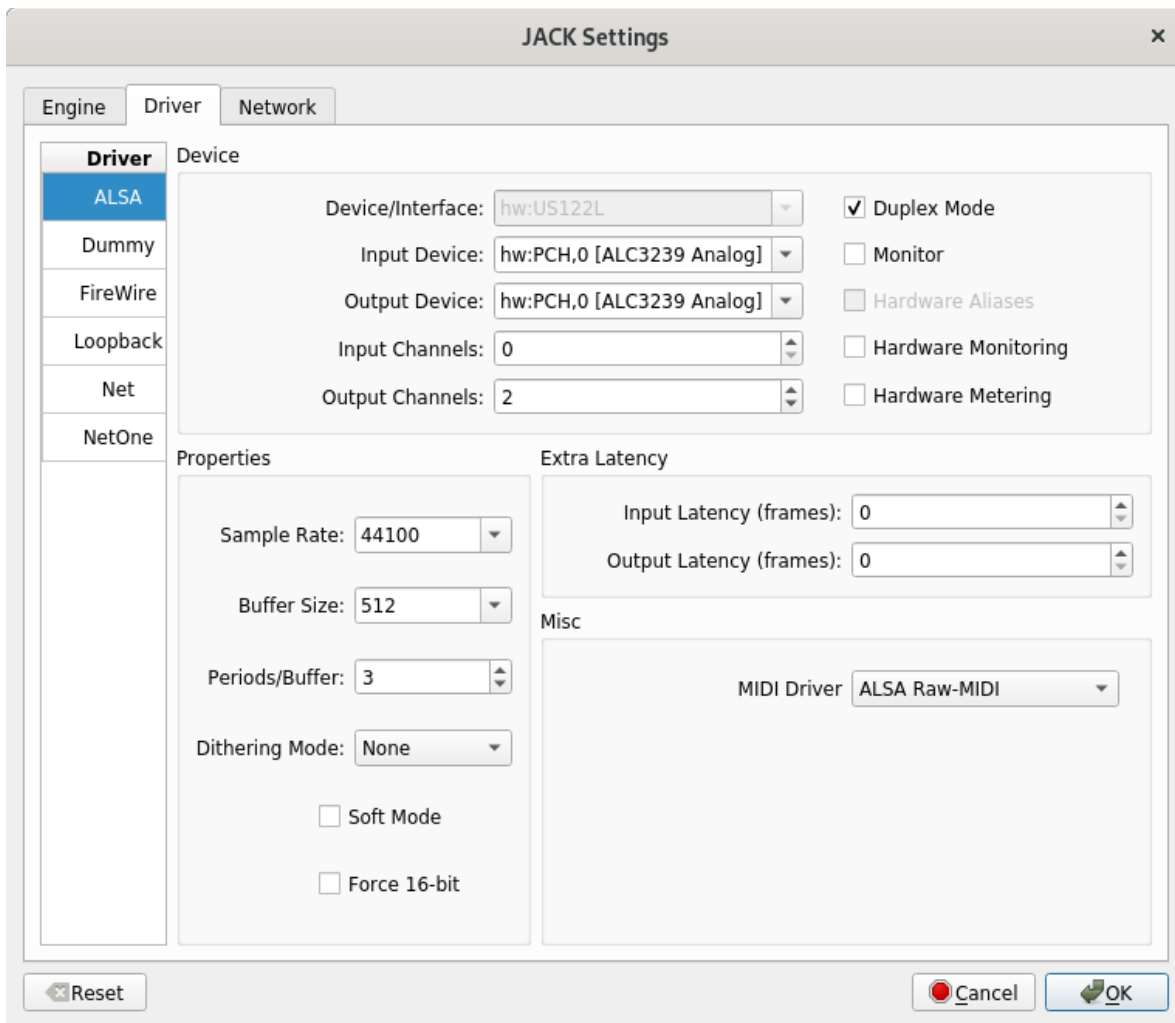 JACK Settings
Engine
Driver
Network
Driver
ALSA
Dummy
FireWire
Loopback
Net
NetOne
Device
Device/Interface: hw:US122L
Duplex Mode
Input Device: hw:PCH,0 [ALC3239 Analog]
Monitor
Output Device: hw:PCH,0 [ALC3239 Analog]
Hardware Aliases
Input Channels: 0
Hardware Monitoring
Output Channels: 2
Hardware Metering
Properties
Sample Rate: 44100
Buffer Size: 512
Periods/Buffer: 3
Dithering Mode: None
Soft Mode
Force 16-bit
Extra Latency
Input Latency (frames): 0
Output Latency (frames): 0
Misc
MIDI Driver ALSA Raw-MIDI
Reset
Cancel
OK